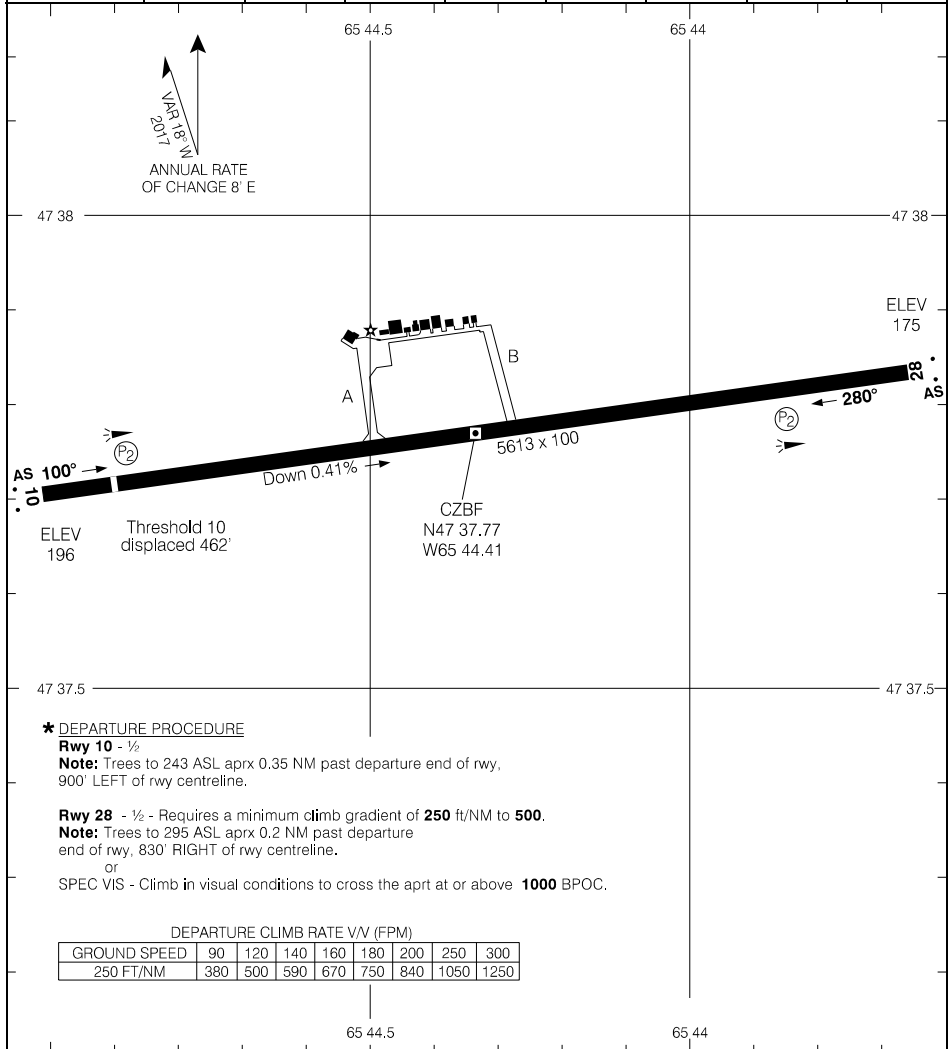 65 44.5
65 44
VAR 18° W
2017
ANNUAL RATE
OF CHANGE 8' E
47 38
47 38
ELEV
175
B
A
28
AS
280°
P2
P2
5613 x 100
Down 0.41%
AS 100°
10
CZBF
N47 37.77
W65 44.41
ELEV
196
Threshold 10
displaced 462'
47 37.5
47 37.5
* DEPARTURE PROCEDURE
Rwy 10 - ½
Note: Trees to 243 ASL aprx 0.35 NM past departure end of rwy,
900' LEFT of rwy centreline.
Rwy 28 - ½ - Requires a minimum climb gradient of 250 ft/NM to 500.
Note: Trees to 295 ASL aprx 0.2 NM past departure
end of rwy, 830' RIGHT of rwy centreline.
or
SPEC VIS - Climb in visual conditions to cross the aprt at or above 1000 BPOC.
DEPARTURE CLIMB RATE V/V (FPM)
GROUND SPEED 90 120 140 160 180 200 250 300
250 FT/NM 380 500 590 670 750 840 1050 1250
65 44.5
65 44